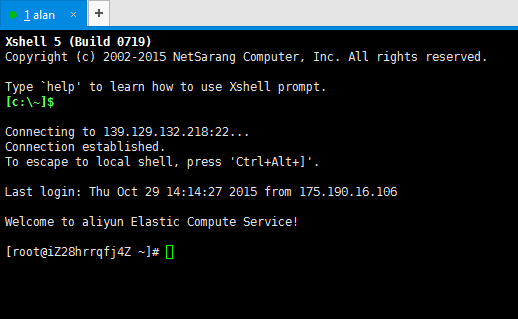 1 alan
Xshell 5 (Build 0719)
Copyright (c) 2002-2015 NetSarang Computer, Inc. All rights reserved.
Type `help' to learn how to use Xshell prompt.
[c:\~]$
Connecting to 139.129.132.218:22...
Connection established.
To escape to local shell, press 'Ctrl+Alt+]'.
Last login: Thu Oct 29 14:14:27 2015 from 175.190.16.106
Welcome to aliyun Elastic Compute Service!
[root@iZ28hrrqfj4Z ~]#